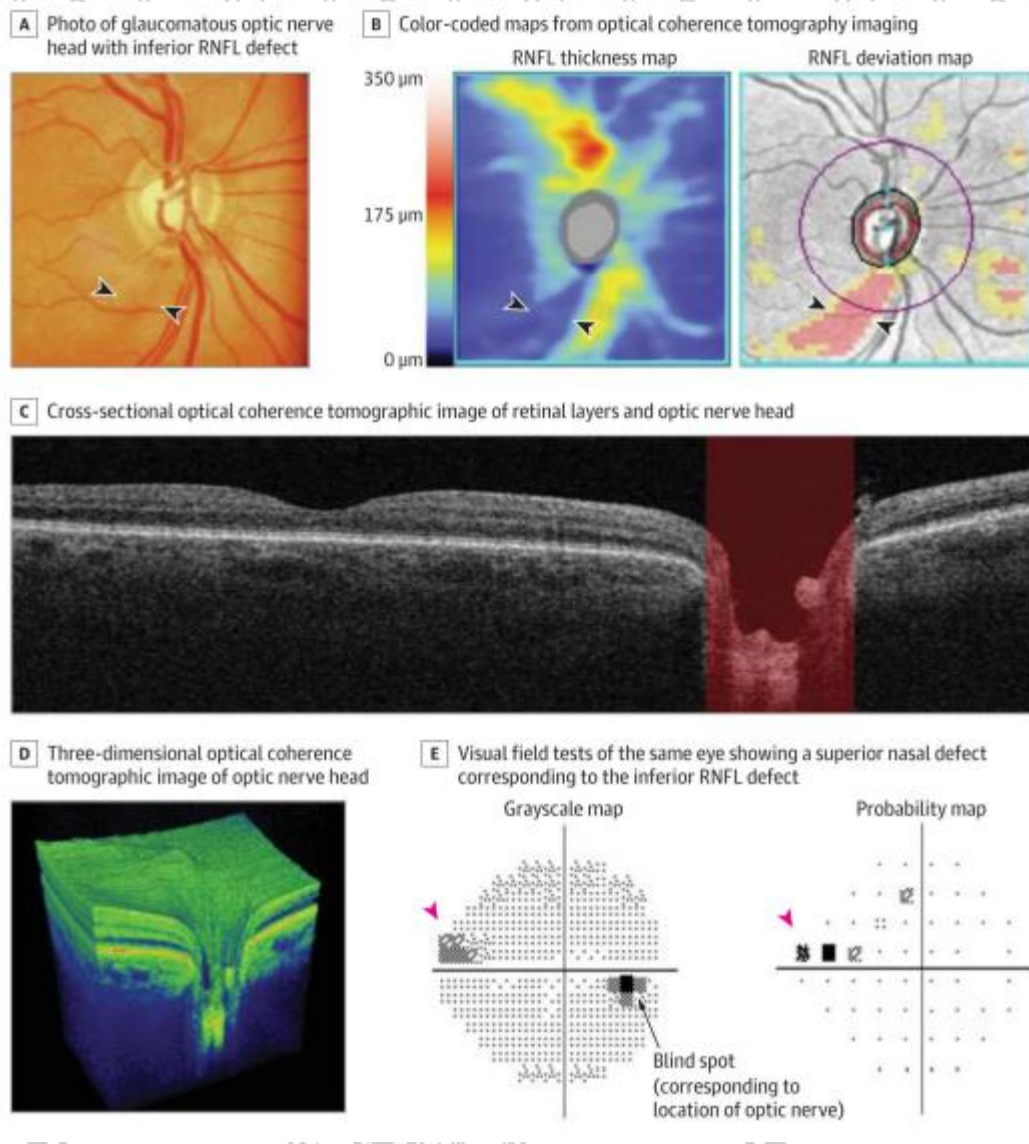 A Photo of glaucomatous optic nerve
head with inferior RNFL defect
B Color-coded maps from optical coherence tomography imaging
RNFL thickness map
RNFL deviation map
350 µm
175 µm
0 µm
C Cross-sectional optical coherence tomographic image of retinal layers and optic nerve head
D Three-dimensional optical coherence
tomographic image of optic nerve head
E Visual field tests of the same eye showing a superior nasal defect
corresponding to the inferior RNFL defect
Grayscale map
Probability map
Blind spot
(corresponding to
location of optic nerve)